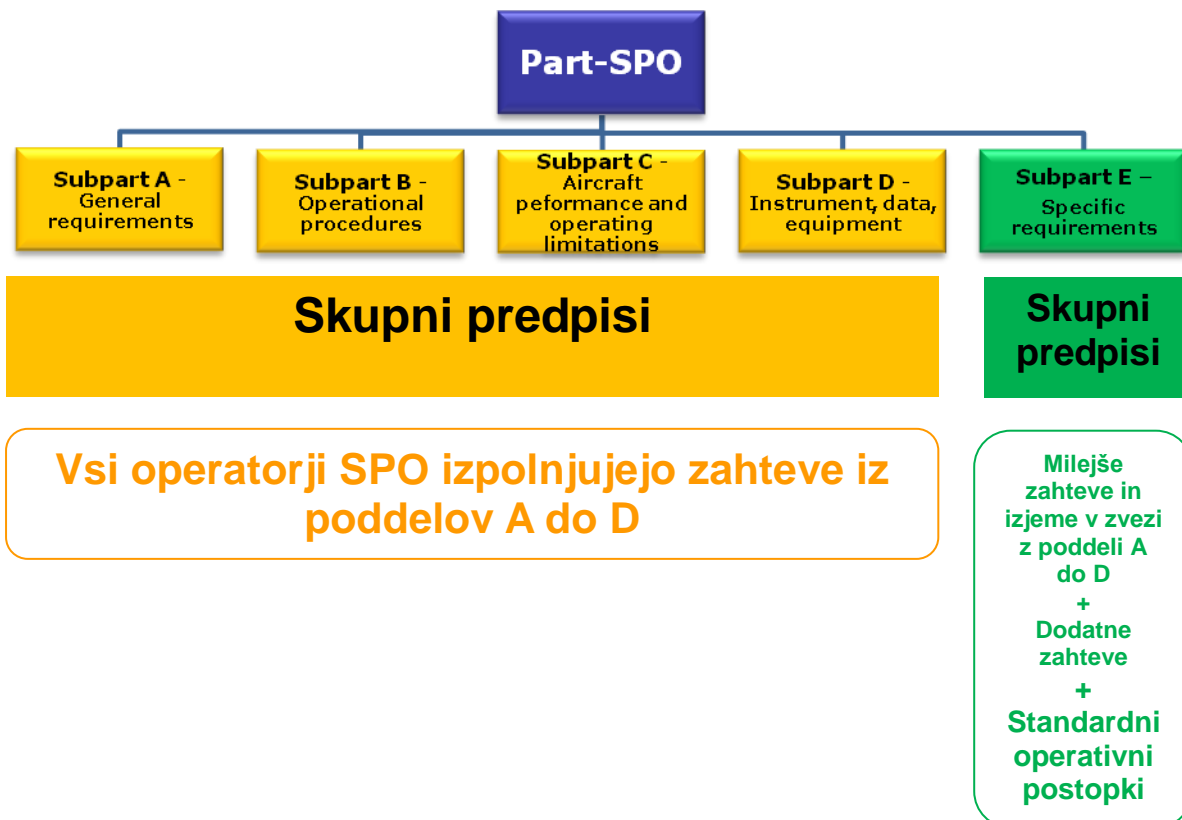 Part-SPO
Subpart A -
General
requirements
Subpart B -
Operational
procedures
Subpart C -
Aircraft
peformance and
operating
limitations
Subpart D -
Instrument, data,
equipment
Subpart E –
Specific
requirements
Skupni predpisi
Skupni
predpisi
Vsi operatorji SPO izpolnjujejo zahteve iz
poddelov A do D
Milejše
zahteve in
izjeme v zvezi
z poddeli A
do D
+
Dodatne
zahteve
+
Standardni
operativni
postopki